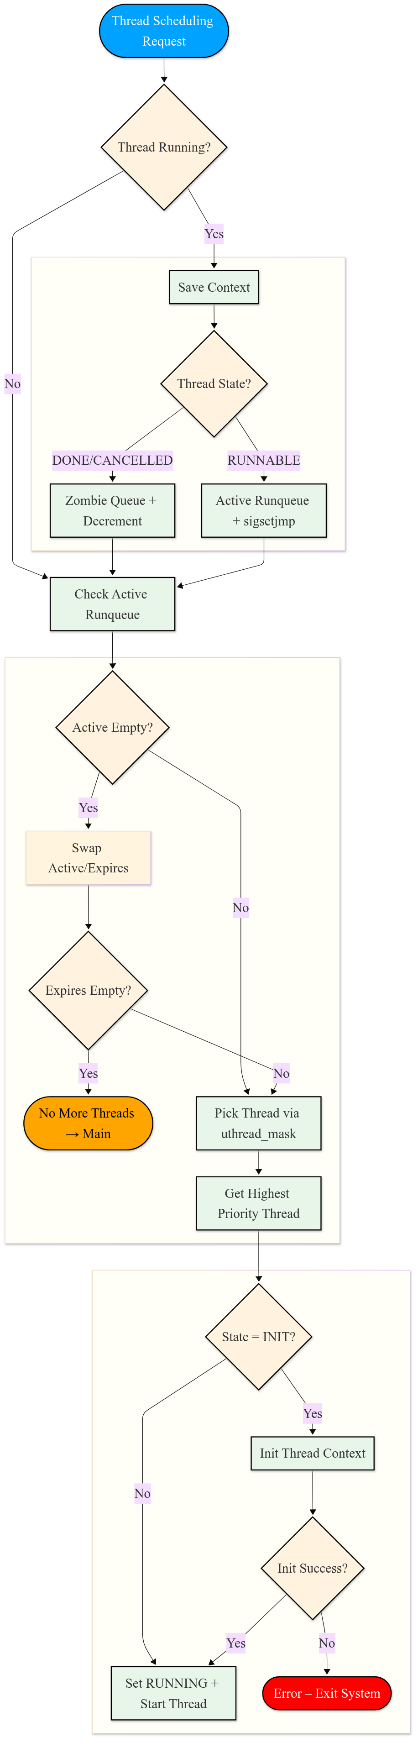 Thread Scheduling
Request
Thread Running?
Yes
No
Save Context
Thread State?
DONE/CANCELLED
RUNNABLE
Zombie Queue +
Decrement
Active Runqueue
+ sigsetjmp
Check Active
Runqueue
Active Empty?
Yes
No
Swap
Active/Expires
Expires Empty?
Yes
No
No More Threads
→ Main
Pick Thread via
uthread_mask
Get Highest
Priority Thread
State = INIT?
Yes
No
Init Thread Context
Init Success?
Yes
No
Set RUNNING +
Start Thread
Error – Exit System